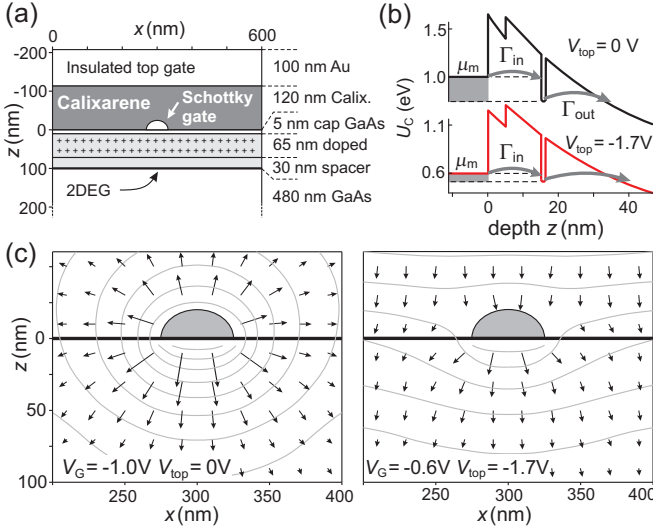 (a)
x (nm)
0
600
-200
-100
0
100
200
z (nm)
Insulated top gate
Calixarene
Schottky
gate
2DEG
100 nm Au
120 nm Calix.
5 nm cap GaAs
65 nm doped
30 nm spacer
480 nm GaAs
(b)
1.5
1.0
U_C (eV)
1.1
0.6
μ_m
Γ_in
V_top = 0 V
Γ_out
μ_m
Γ_in
V_top = -1.7V
0
20
40
depth z (nm)
(c)
z (nm)
0
50
100
V_G = -1.0V V_top = 0V
250
300
350
400
x (nm)
V_G = -0.6V V_top = -1.7V
250
300
350
400
x (nm)